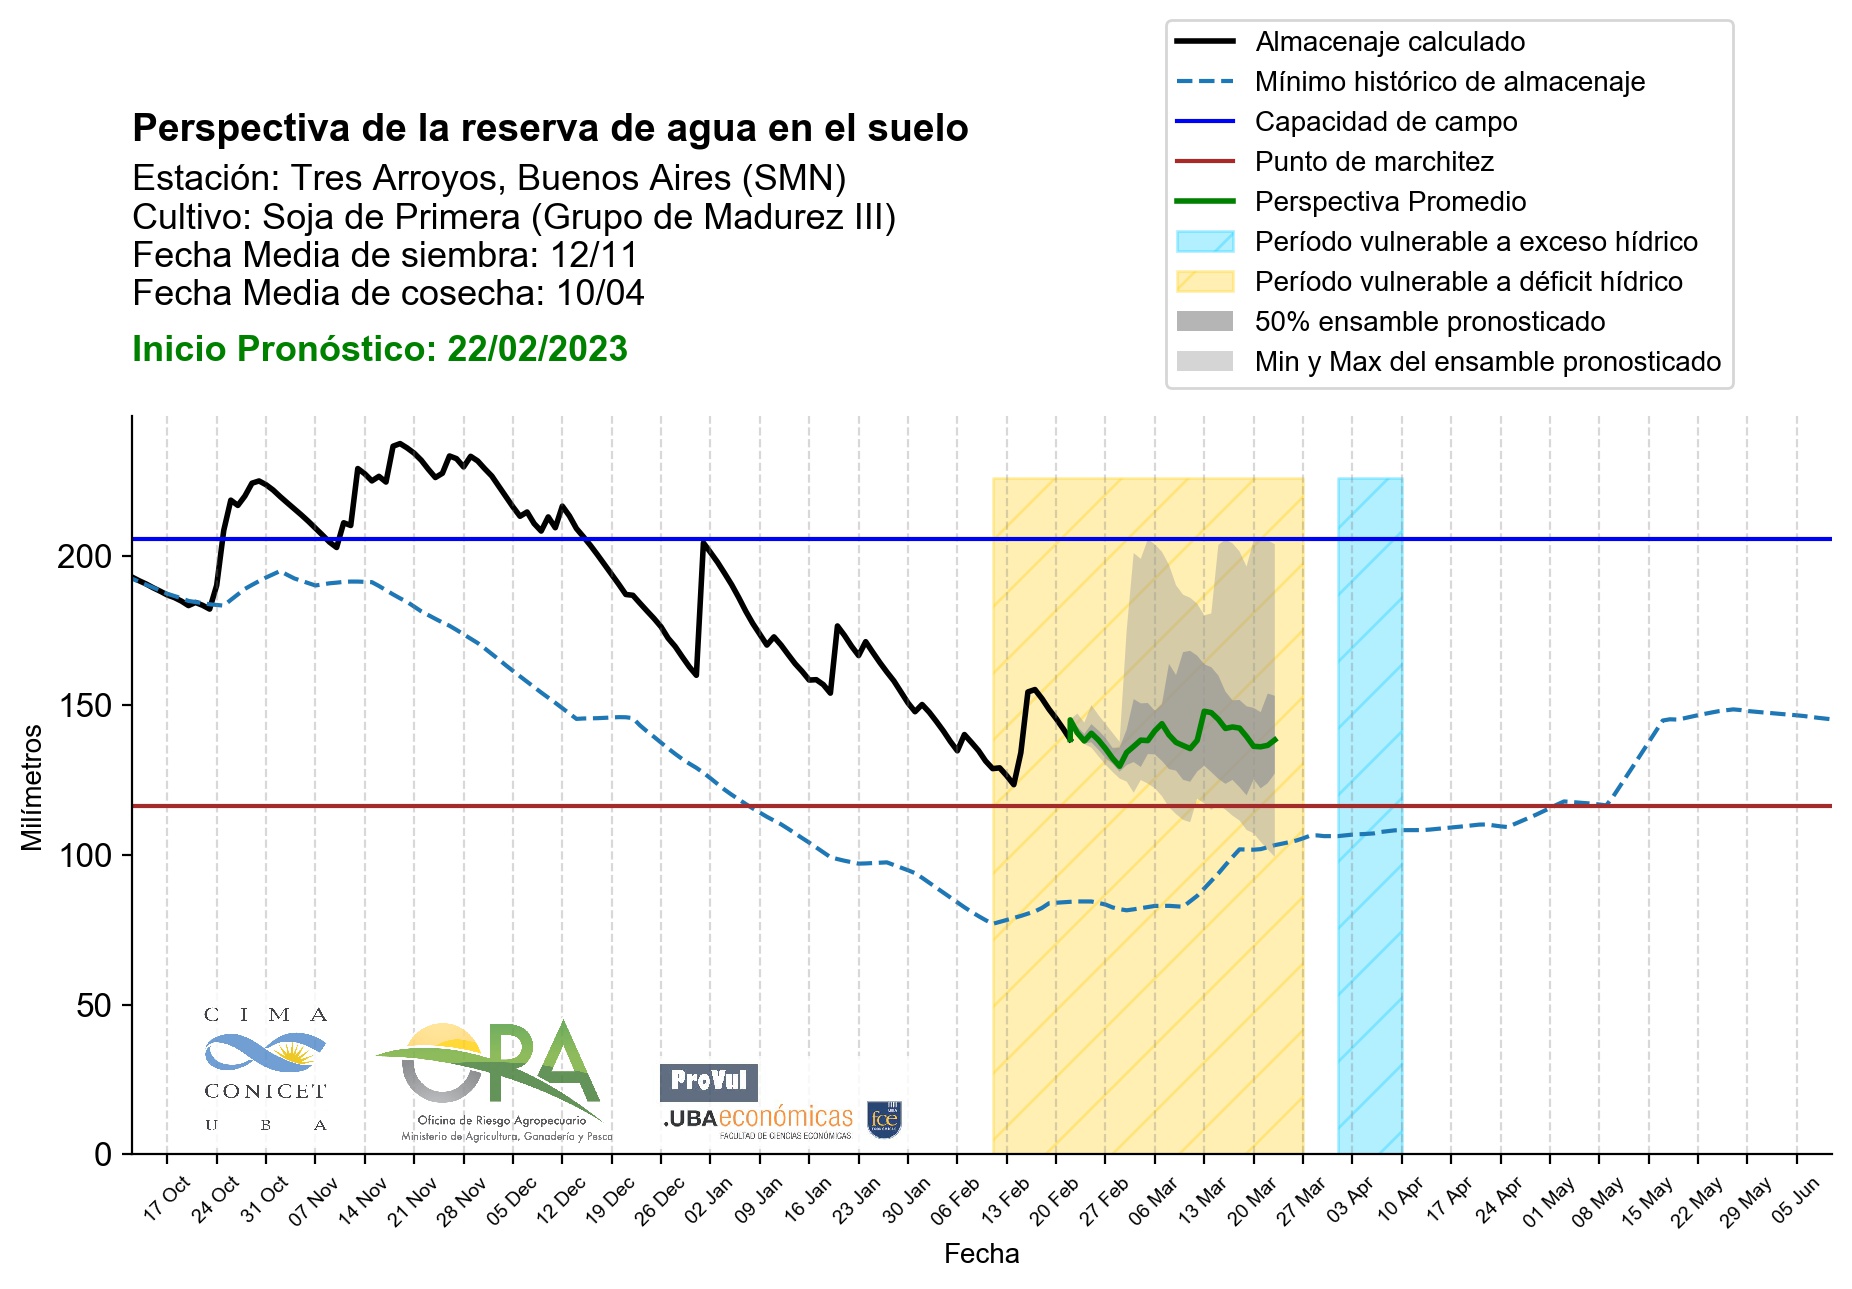 Almacenaje calculado
Mínimo histórico de almacenaje
Capacidad de campo
Punto de marchitez
Perspectiva Promedio
Período vulnerable a exceso hídrico
Período vulnerable a déficit hídrico
50% ensamble pronosticado
Min y Max del ensamble pronosticado
Perspectiva de la reserva de agua en el suelo
Estación: Tres Arroyos, Buenos Aires (SMN)
Cultivo: Soja de Primera (Grupo de Madurez III)
Fecha Media de siembra: 12/11
Fecha Media de cosecha: 10/04
Inicio Pronóstico: 22/02/2023
Milímetros
200
150
100
50
0
CIMA
CONICET
UBA
ORA
Oficina de Riesgo Agropecuario
Ministerio de Agricultura, Ganadería y Pesca
ProVul
.UBAeconómicas
FACULTAD DE CIENCIAS ECONÓMICAS
UBA
fce
ECONÓMICAS
17 Oct
24 Oct
31 Oct
07 Nov
14 Nov
21 Nov
28 Nov
05 Dec
12 Dec
19 Dec
26 Dec
02 Jan
09 Jan
16 Jan
23 Jan
30 Jan
06 Feb
13 Feb
20 Feb
27 Feb
06 Mar
13 Mar
20 Mar
27 Mar
03 Apr
10 Apr
17 Apr
24 Apr
01 May
08 May
15 May
22 May
29 May
05 Jun
Fecha